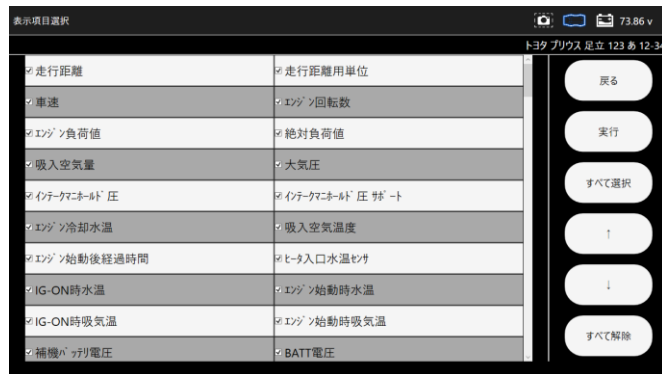 表示項目選択 73.86 v
トヨタ プリウス 足立 123 あ 12-34
走行距離 走行距離用単位
車速 ｴﾝｼﾞﾝ回転数
ｴﾝｼﾞﾝ負荷値 絶対負荷値
吸入空気量 大気圧
ｲﾝﾃｰｸﾏﾆﾎｰﾙﾄﾞ圧 ｲﾝﾃｰｸﾏﾆﾎｰﾙﾄﾞ圧 ｻﾎﾟｰﾄ
ｴﾝｼﾞﾝ冷却水温 吸入空気温度
ｴﾝｼﾞﾝ始動後経過時間 ﾋｰﾀ入口水温ｾﾝｻ
IG-ON時水温 ｴﾝｼﾞﾝ始動時水温
IG-ON時吸気温 ｴﾝｼﾞﾝ始動時吸気温
補機ﾊﾞｯﾃﾘ電圧 BATT電圧
戻る
実行
すべて選択
↑
↓
すべて解除